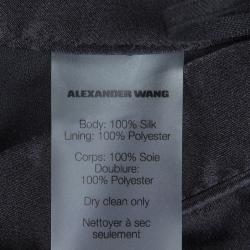 ALEXANDER WANG
Body: 100% Silk
Lining: 100% Polyester
Corps: 100% Soie
Doublure:
100% Polyester
Dry clean only
Nettoyer à sec
seulement